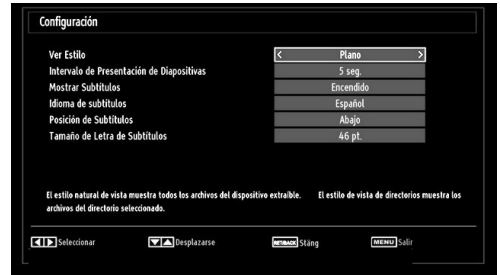 Configuración
Ver Estilo < Plano >
Intervalo de Presentación de Diapositivas 5 seg.
Mostrar Subtítulos Encendido
Idioma de subtítulos Español
Posición de Subtítulos Abajo
Tamaño de Letra de Subtítulos 46 pt.
El estilo natural de vista muestra todos los archivos del dispositivo extraíble. El estilo de vista de directorios muestra los
archivos del directorio seleccionado.
Seleccionar Desplazarse RET/BACK Stäng MENU Salir